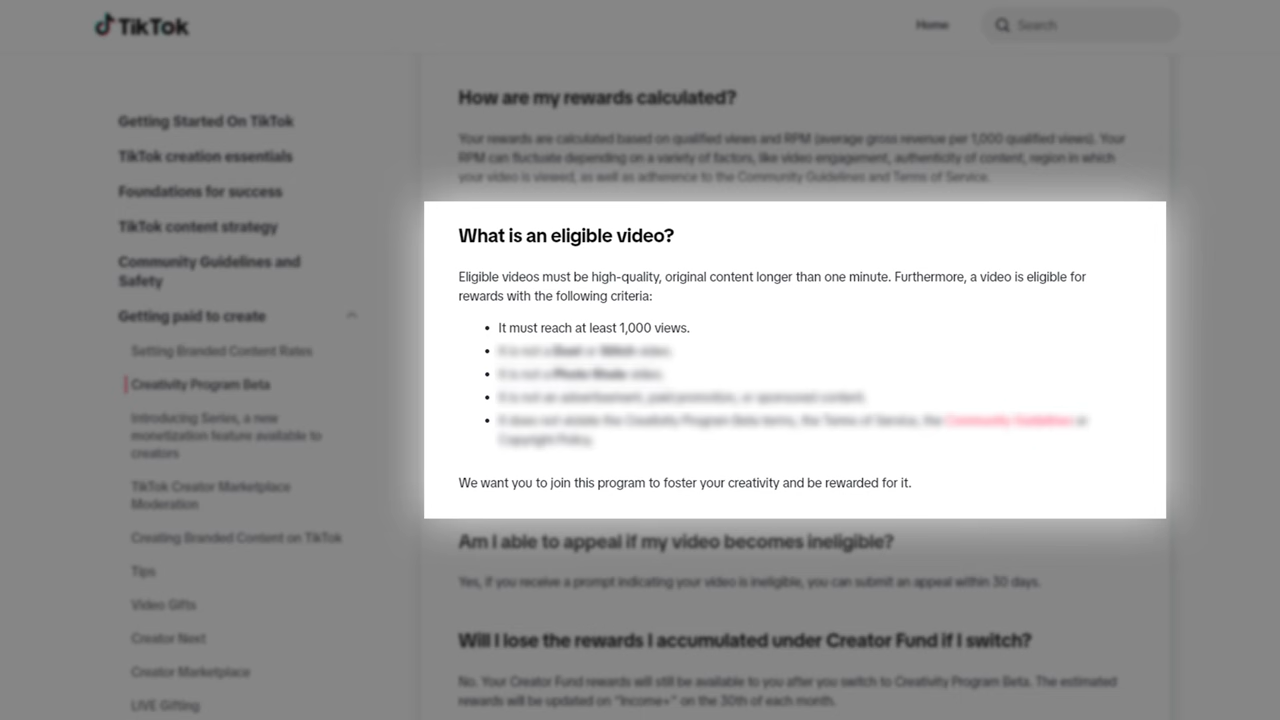 TikTok
Home
Search
Getting Started On TikTok
TikTok creation essentials
Foundations for success
TikTok content strategy
Community Guidelines and
Safety
Getting paid to create
Setting Branded Content Rates
Creativity Program Beta
Introducing Series, a new
monetization feature available to
creators
TikTok Creator Marketplace
Moderation
Creating Branded Content on TikTok
Tips
Video Gifts
Creator Next
Creator Marketplace
LIVE Gifting
How are my rewards calculated?
Your rewards are calculated based on qualified views and RPM (average gross revenue per 1,000 qualified views). Your
RPM can fluctuate depending on a variety of factors, like video engagement, authenticity of content, region in which
your video is viewed, as well as adherence to the Community Guidelines and Terms of Service.
What is an eligible video?
Eligible videos must be high-quality, original content longer than one minute. Furthermore, a video is eligible for
rewards with the following criteria:
• It must reach at least 1,000 views.
• It is not a Duet or Stitch video.
• It is not a Photo Mode video.
• It is not an advertisement, paid promotion, or sponsored content.
• It does not violate the Creativity Program Beta terms, the Terms of Service, the Community Guidelines or
Copyright Policy.
We want you to join this program to foster your creativity and be rewarded for it.
Am I able to appeal if my video becomes ineligible?
Yes, if you receive a prompt indicating your video is ineligible, you can submit an appeal within 30 days.
Will I lose the rewards I accumulated under Creator Fund if I switch?
No. Your Creator Fund rewards will still be available to you after you switch to Creativity Program Beta. The estimated
rewards will be updated on "Income+" on the 30th of each month.